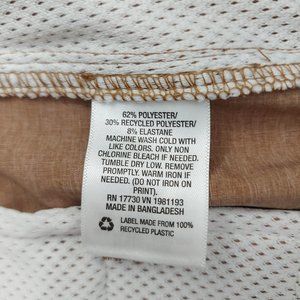 62% POLYESTER/
30% RECYCLED POLYESTER/
8% ELASTANE
MACHINE WASH COLD WITH
LIKE COLORS. ONLY NON
CHLORINE BLEACH IF NEEDED.
TUMBLE DRY LOW. REMOVE
PROMPTLY. WARM IRON IF
NEEDED. (DO NOT IRON ON
PRINT).
RN 17730 VN 1981193
MADE IN BANGLADESH
LABEL MADE FROM 100%
RECYCLED PLASTIC